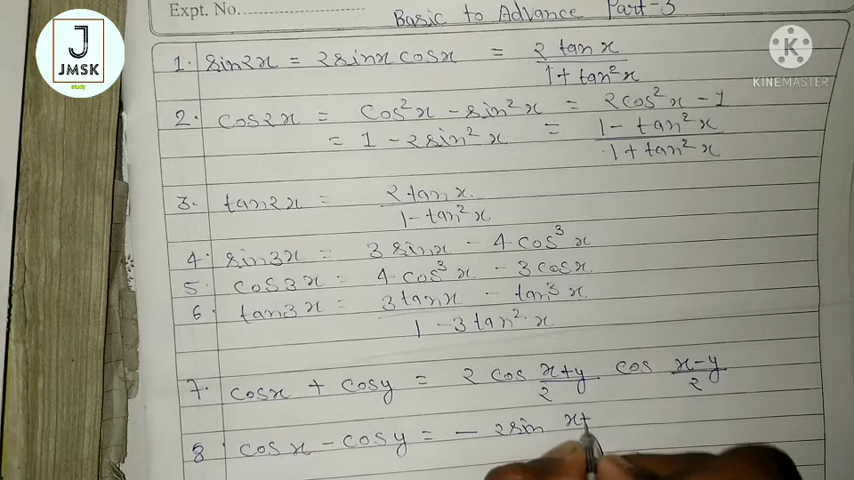 Expt. No.
Basic to Advance Part-3
J
JMSK
study
K
KINEMASTER
1. sin2x = 2sinx cosx = 2 tan x / 1 + tan²x
2. cos2x = cos²x - sin²x = 2cos²x - 1
= 1 - 2sin²x = 1 - tan²x / 1 + tan²x
3. tan2x = 2 tan x / 1 - tan²x
4. sin3x = 3 sinx - 4 cos³x
5. cos3x = 4 cos³x - 3 cosx
6. tan3x = 3 tanx - tan³x / 1 - 3 tan²x
7. cosx + cosy = 2 cos x+y / 2 cos x-y / 2
8. cosx - cosy = - 2sin x+